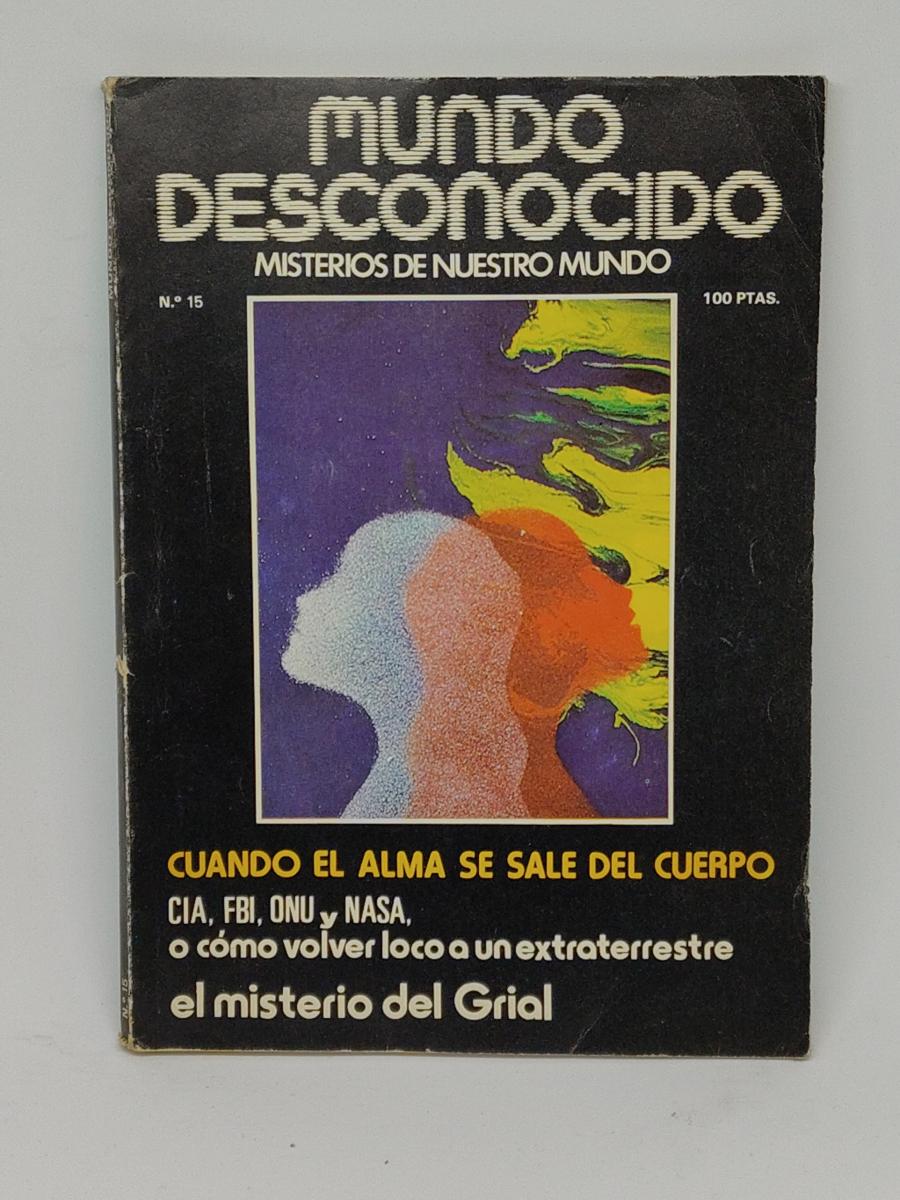 MUNDO
DESCONOCIDO
MISTERIOS DE NUESTRO MUNDO
N.º 15
100 PTAS.
CUANDO EL ALMA SE SALE DEL CUERPO
CIA, FBI, ONU y NASA,
o cómo volver loco a un extraterrestre
el misterio del Grial
N.º 15